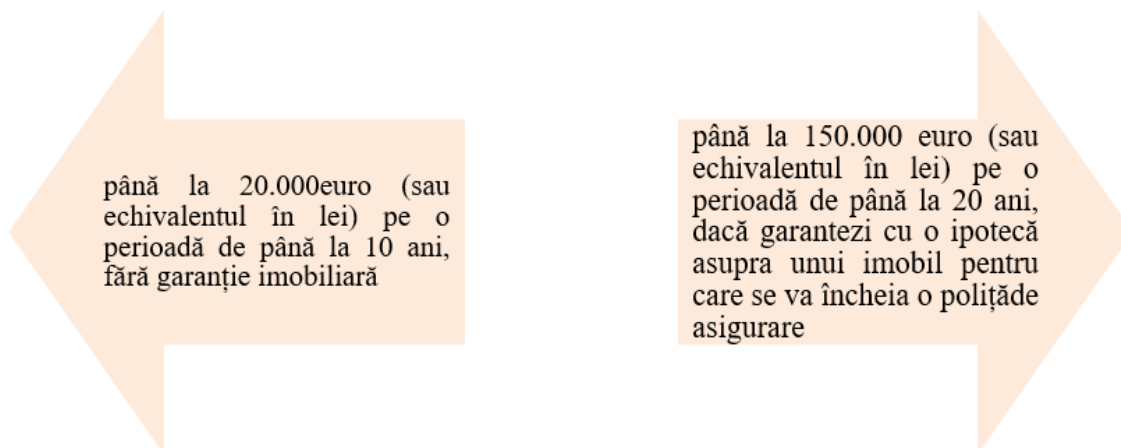 până la 20.000euro (sau
echivalentul în lei) pe o
perioadă de până la 10 ani,
fără garanție imobiliară
până la 150.000 euro (sau
echivalentul în lei) pe o
perioadă de până la 20 ani,
dacă garantezi cu o ipotecă
asupra unui imobil pentru
care se va încheia o polițăde
asigurare